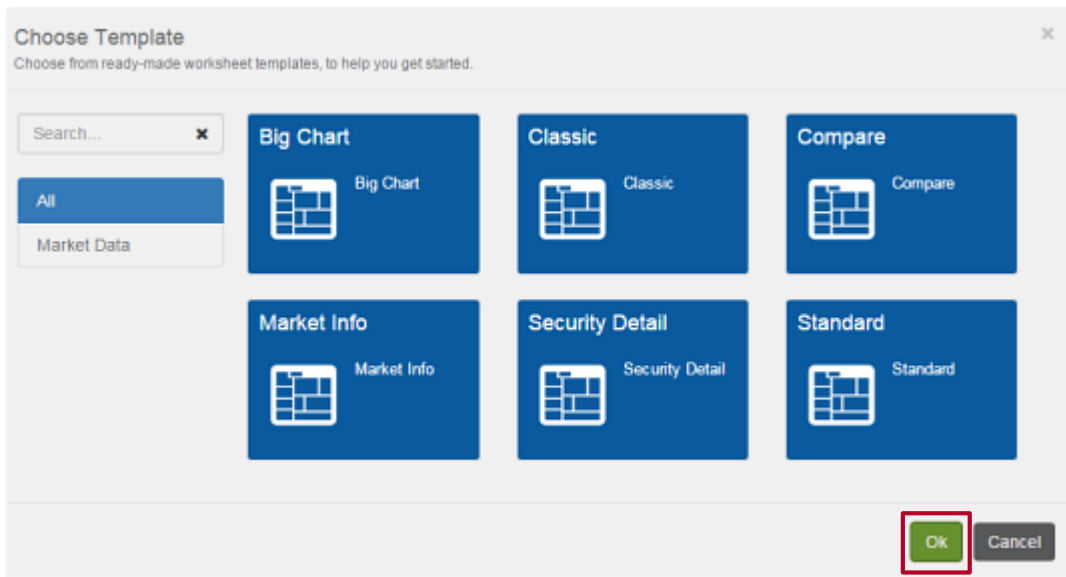 Choose Template
Choose from ready-made worksheet templates, to help you get started.
Search...
All
Market Data
Big Chart
Big Chart
Classic
Classic
Compare
Compare
Market Info
Market Info
Security Detail
Security Detail
Standard
Standard
Ok
Cancel